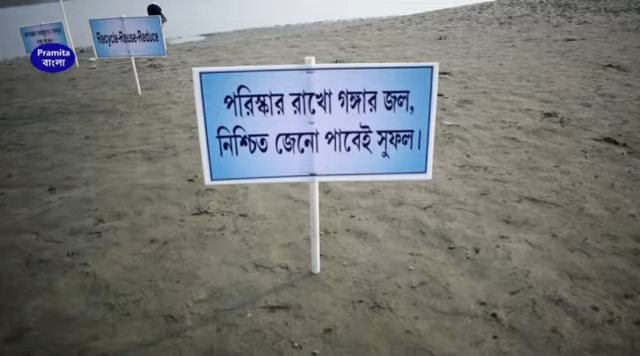 Pramita
বাংলা
Recycle-Reuse-Reduce
পরিস্কার রাখো গঙ্গার জল,
নিশ্চিত জেনো পাবেই সুফল।